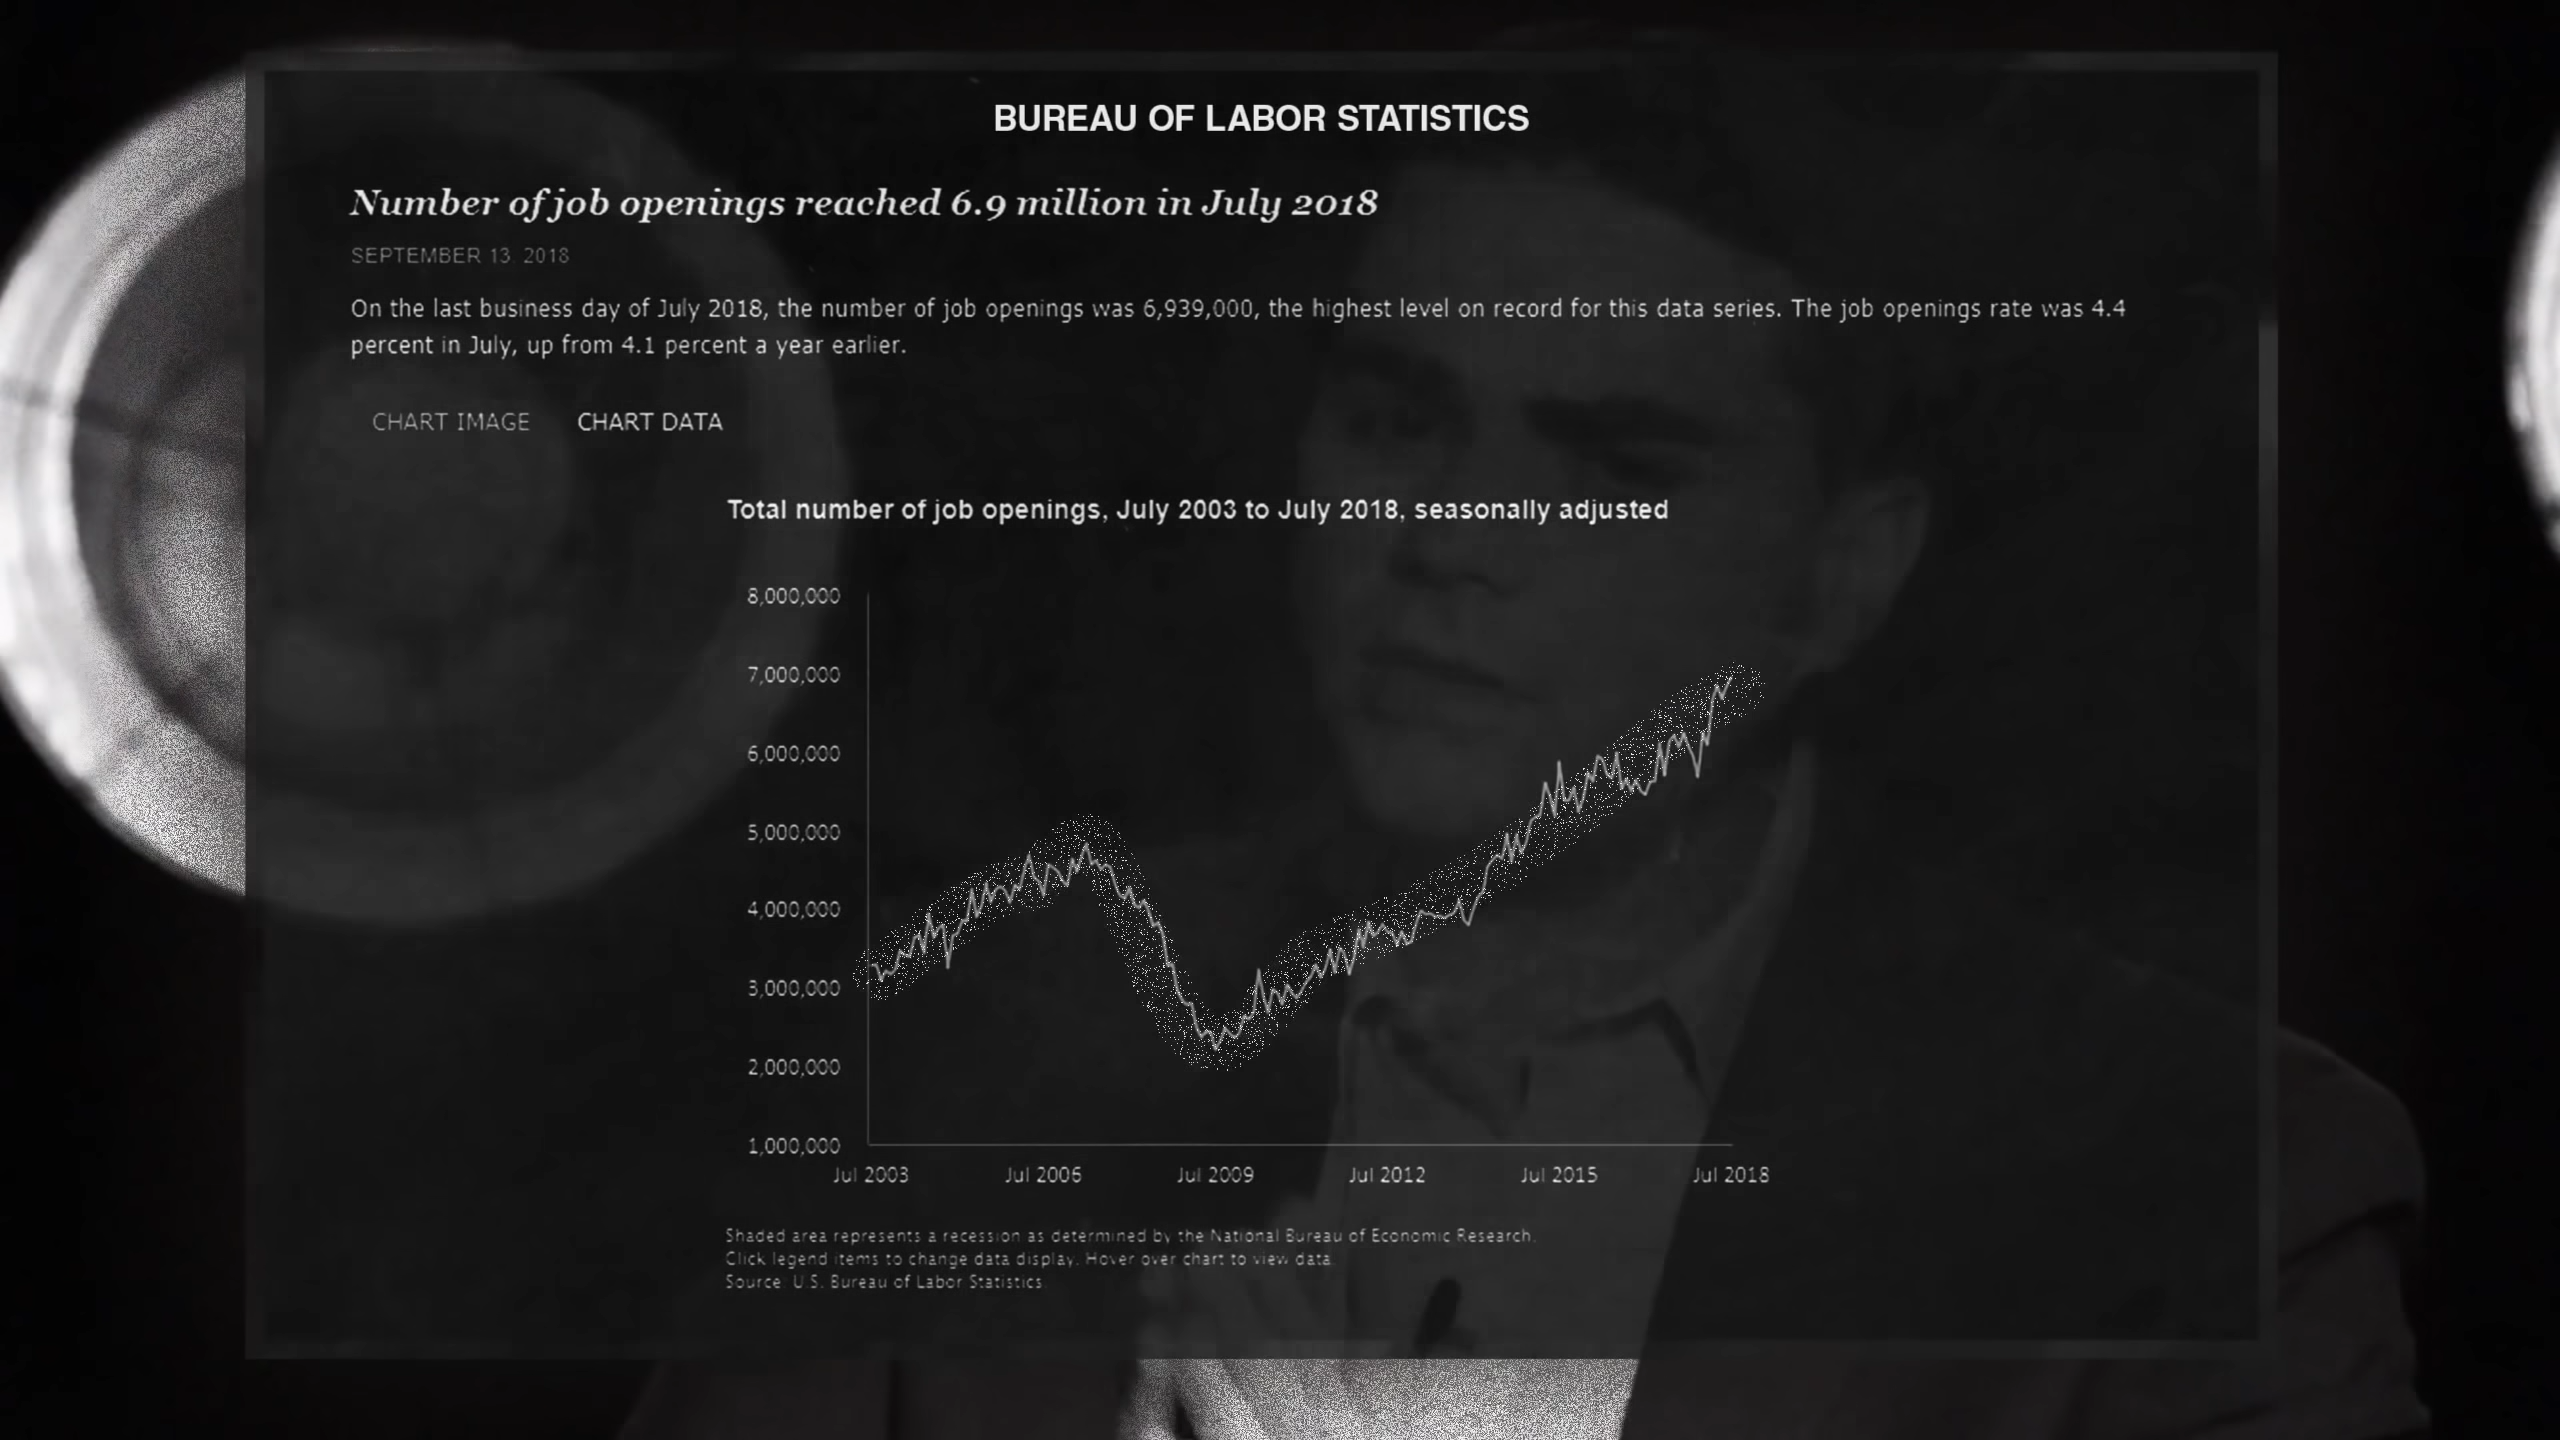 BUREAU OF LABOR STATISTICS
Number of job openings reached 6.9 million in July 2018
SEPTEMBER 13, 2018
On the last business day of July 2018, the number of job openings was 6,939,000, the highest level on record for this data series. The job openings rate was 4.4
percent in July, up from 4.1 percent a year earlier.
CHART IMAGE CHART DATA
Total number of job openings, July 2003 to July 2018, seasonally adjusted
8,000,000
7,000,000
6,000,000
5,000,000
4,000,000
3,000,000
2,000,000
1,000,000
Jul 2003 Jul 2006 Jul 2009 Jul 2012 Jul 2015 Jul 2018
Shaded area represents a recession as determined by the National Bureau of Economic Research.
Click legend items to change data display. Hover over chart to view data.
Source: U.S. Bureau of Labor Statistics.